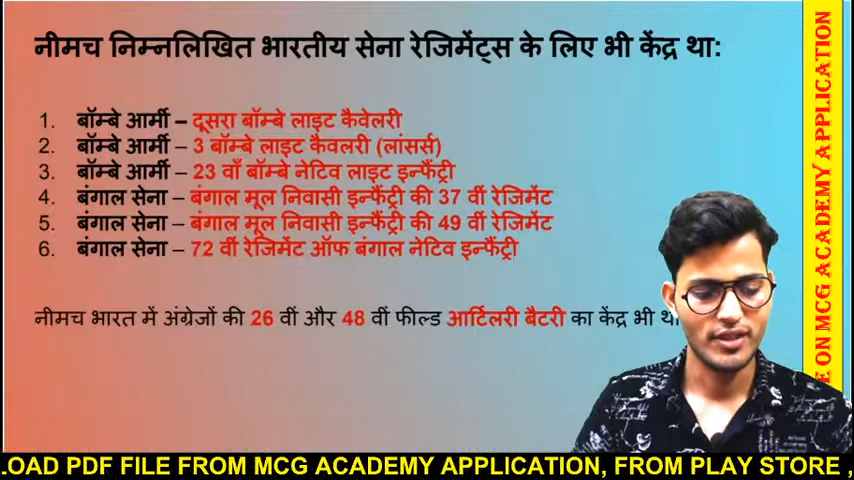 नीमच निम्नलिखित भारतीय सेना रेजिमेंट्स के लिए भी केंद्र था:
1. बॉम्बे आर्मी – दूसरा बॉम्बे लाइट कैवेलरी
2. बॉम्बे आर्मी – 3 बॉम्बे लाइट कैवलरी (लांसर्स)
3. बॉम्बे आर्मी – 23 वाँ बॉम्बे नेटिव लाइट इन्फैंट्री
4. बंगाल सेना – बंगाल मूल निवासी इन्फैंट्री की 37 वीं रेजिमेंट
5. बंगाल सेना – बंगाल मूल निवासी इन्फैंट्री की 49 वीं रेजिमेंट
6. बंगाल सेना – 72 वीं रेजिमेंट ऑफ बंगाल नेटिव इन्फैंट्री
नीमच भारत में अंग्रेजों की 26 वीं और 48 वीं फील्ड आर्टिलरी बैटरी का केंद्र भी था
E ON MCG ACADEMY APPLICATION
LOAD PDF FILE FROM MCG ACADEMY APPLICATION, FROM PLAY STORE ,